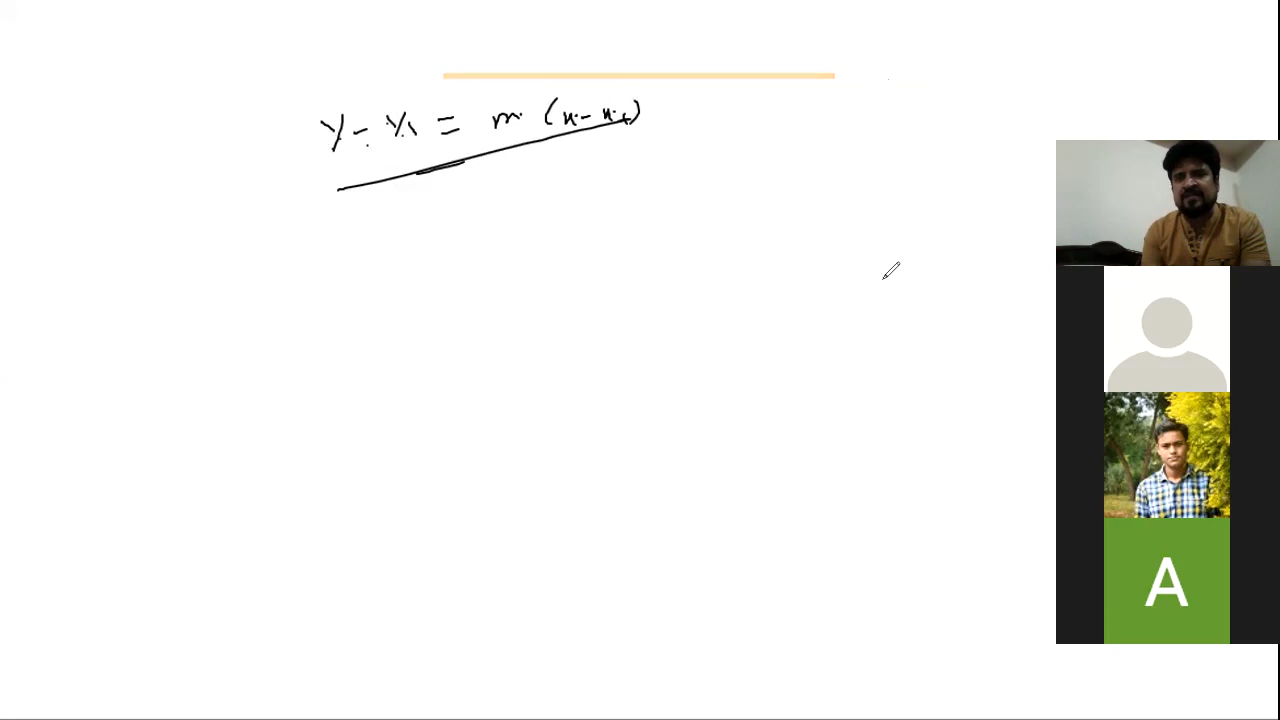 y - y₁ = m (x - x₁)
A